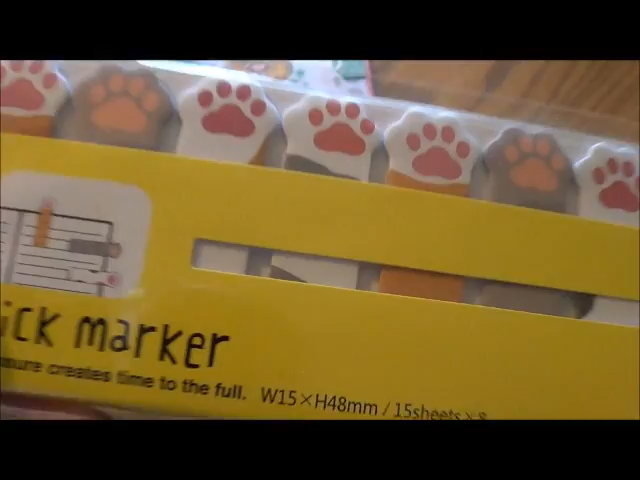 ick marker
asure creates time to the full. W15×H48mm / 15sheets × 8